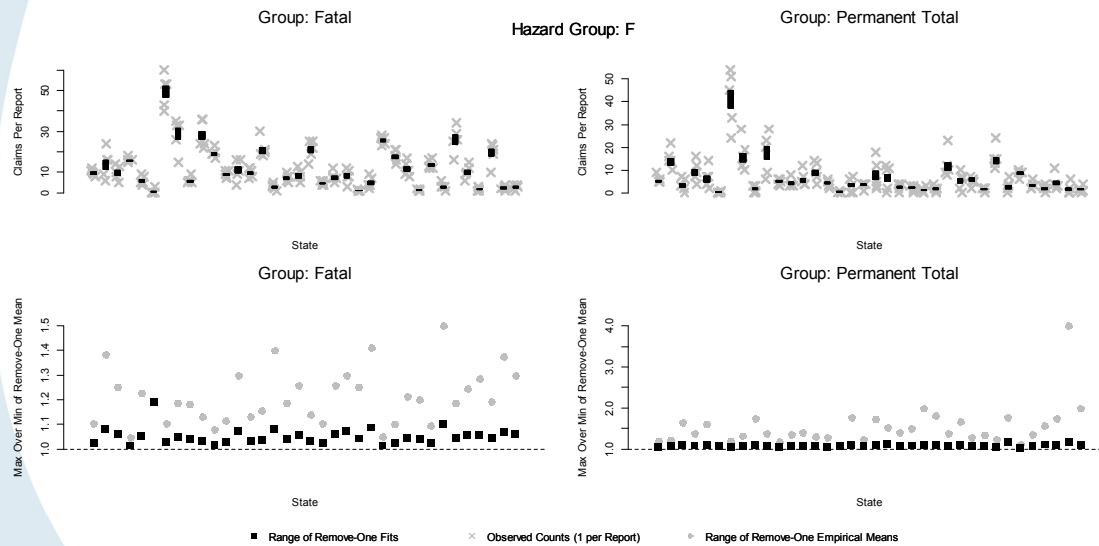 Hazard Group: F
Group: Fatal
Claims Per Report
0 10 30 50
State
Group: Permanent Total
Claims Per Report
0 10 20 30 40 50
State
Group: Fatal
Max Over Min of Remove-One Mean
1.0 1.1 1.2 1.3 1.4 1.5
State
Group: Permanent Total
Max Over Min of Remove-One Mean
1.0 2.0 3.0 4.0
State
Range of Remove-One Fits
Observed Counts (1 per Report)
Range of Remove-One Empirical Means